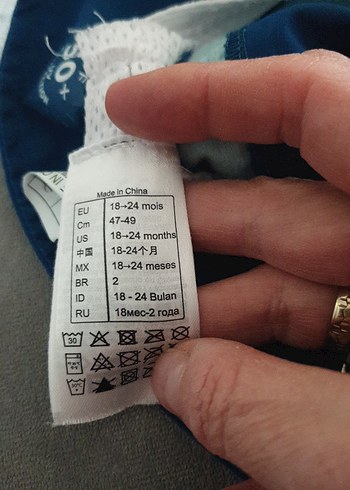 Made in China
EU 18→24 mois
Cm 47-49
US 18→24 months
中国 18-24个月
MX 18→24 meses
BR 2
ID 18 - 24 Bulan
RU 18мес-2 года
30